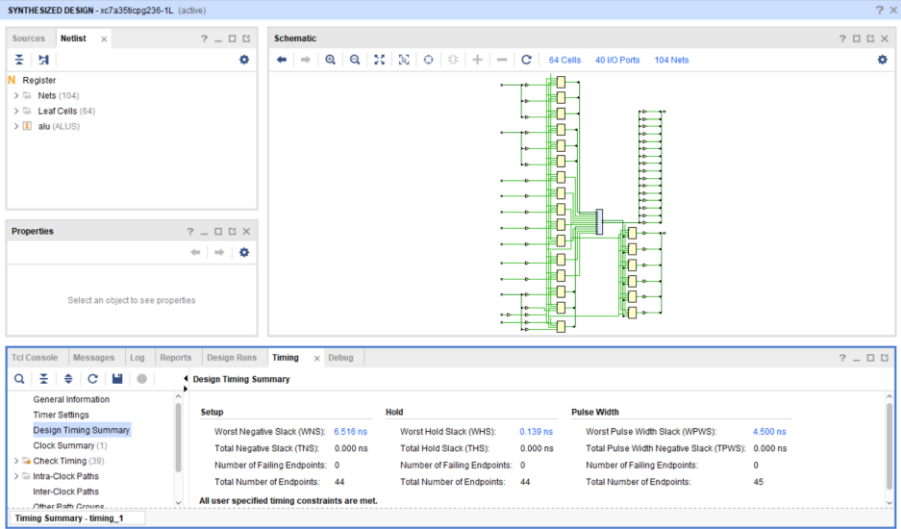 SYNTHESIZED DESIGN - xc7a35ticpg236-1L (active)
Sources Netlist
Register
Nets (104)
Leaf Cells (64)
alu (ALUS)
Properties
Select an object to see properties
Schematic
64 Cells 40 I/O Ports 104 Nets
Tcl Console Messages Log Reports Design Runs Timing Debug
General Information
Timer Settings
Design Timing Summary
Clock Summary (1)
Check Timing (39)
Intra-Clock Paths
Inter-Clock Paths
Other Path Groups
Design Timing Summary
Setup Hold Pulse Width
Worst Negative Slack (WNS): 6.516 ns Worst Hold Slack (WHS): 0.139 ns Worst Pulse Width Slack (WPWS): 4.500 ns
Total Negative Slack (TNS): 0.000 ns Total Hold Slack (THS): 0.000 ns Total Pulse Width Negative Slack (TPWS): 0.000 ns
Number of Failing Endpoints: 0 Number of Failing Endpoints: 0 Number of Failing Endpoints: 0
Total Number of Endpoints: 44 Total Number of Endpoints: 44 Total Number of Endpoints: 45
All user specified timing constraints are met.
Timing Summary - timing_1